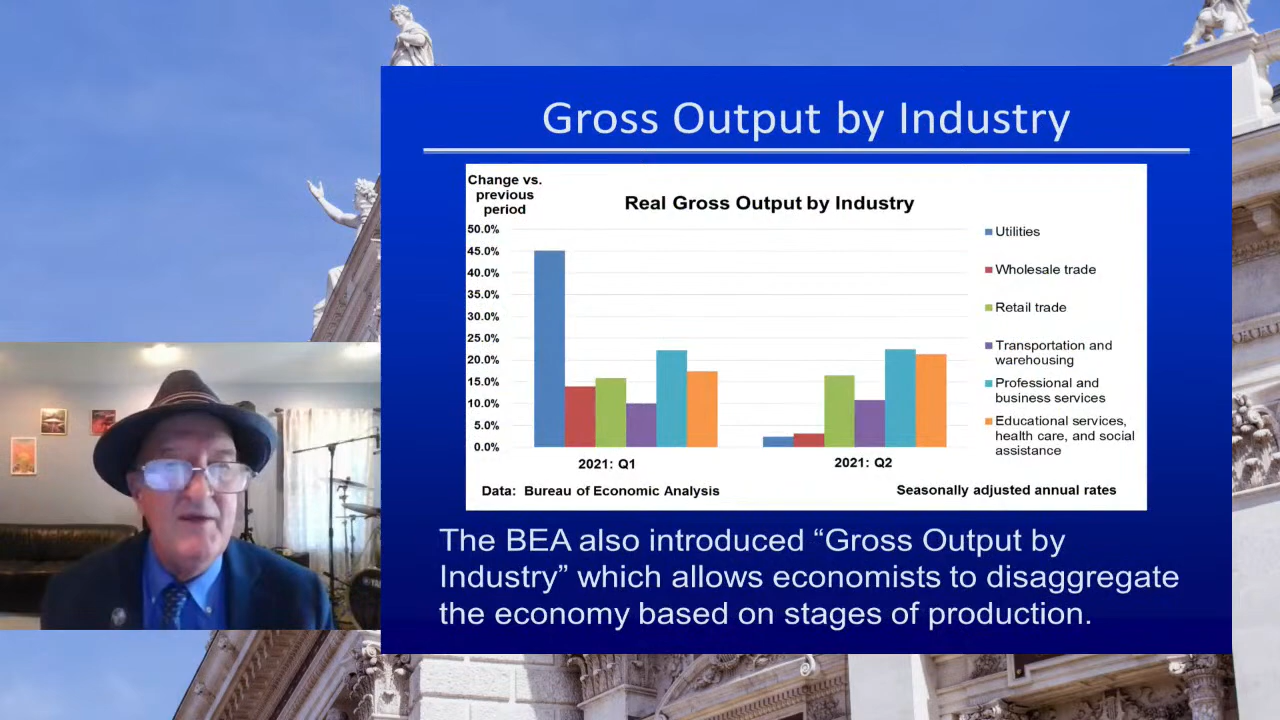 Gross Output by Industry
Change vs.
previous
period
Real Gross Output by Industry
50.0%
45.0%
40.0%
35.0%
30.0%
25.0%
20.0%
15.0%
10.0%
5.0%
0.0%
2021: Q1
2021: Q2
Utilities
Wholesale trade
Retail trade
Transportation and
warehousing
Professional and
business services
Educational services,
health care, and social
assistance
Data: Bureau of Economic Analysis
Seasonally adjusted annual rates
The BEA also introduced “Gross Output by
Industry” which allows economists to disaggregate
the economy based on stages of production.